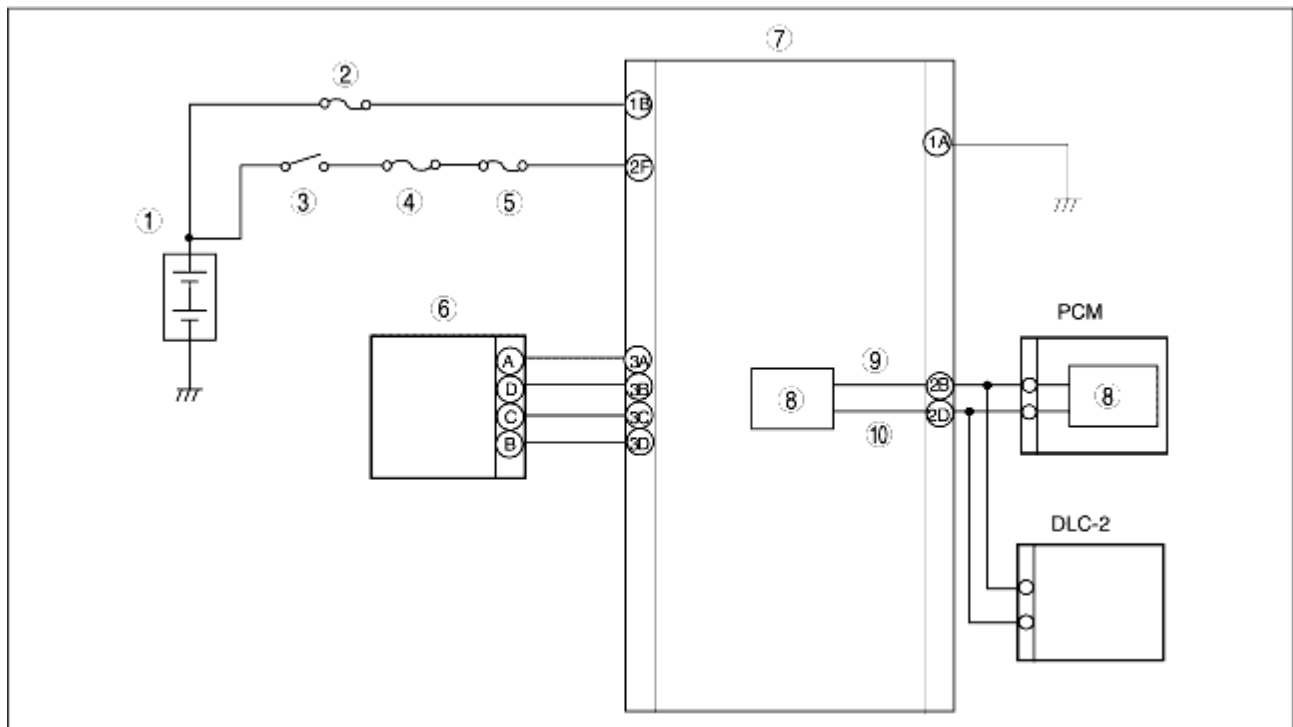 ⑦
②
1B
1A
2F
③ ④ ⑤
①
⑥
PCM
A 3A
D 3B
C 3C
B 3D
⑧
⑨
⑩
2B
2D
⑧
DLC-2